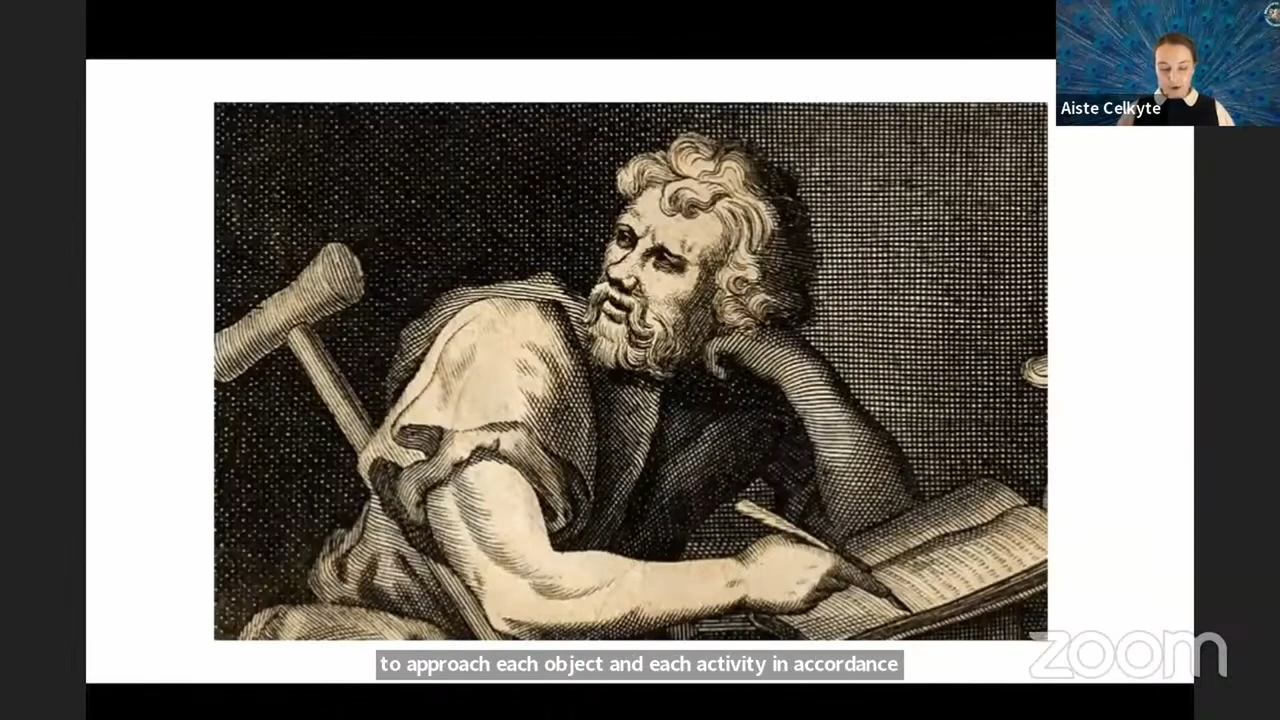 Aiste Celkyte
to approach each object and each activity in accordance
zoom